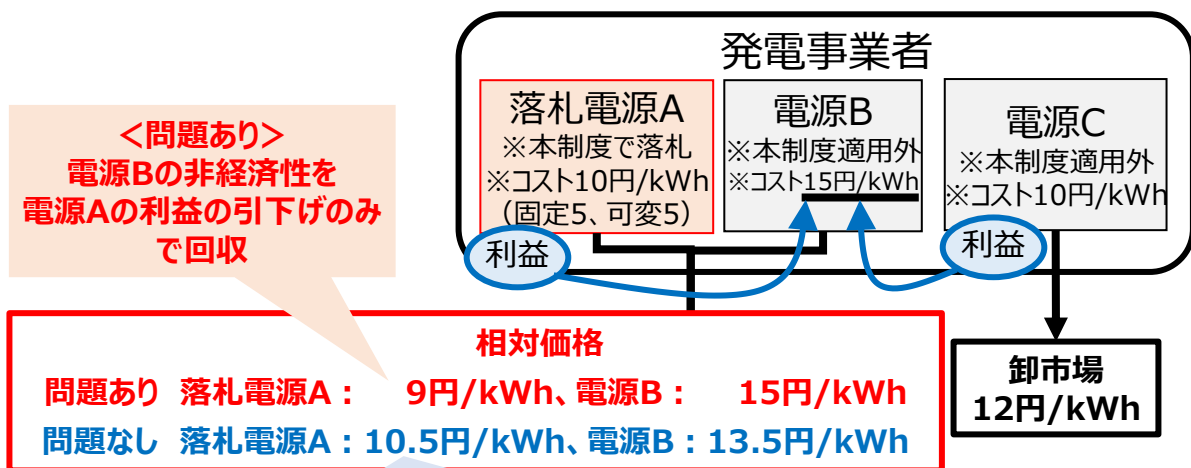 発電事業者
落札電源A
※本制度で落札
※コスト10円/kWh
（固定5、可変5）
電源B
※本制度適用外
※コスト15円/kWh
電源C
※本制度適用外
※コスト10円/kWh
利益
利益
＜問題あり＞
電源Bの非経済性を
電源Aの利益の引下げのみ
で回収
相対価格
問題あり 落札電源A： 9円/kWh、電源B： 15円/kWh
問題なし 落札電源A：10.5円/kWh、電源B：13.5円/kWh
卸市場
12円/kWh